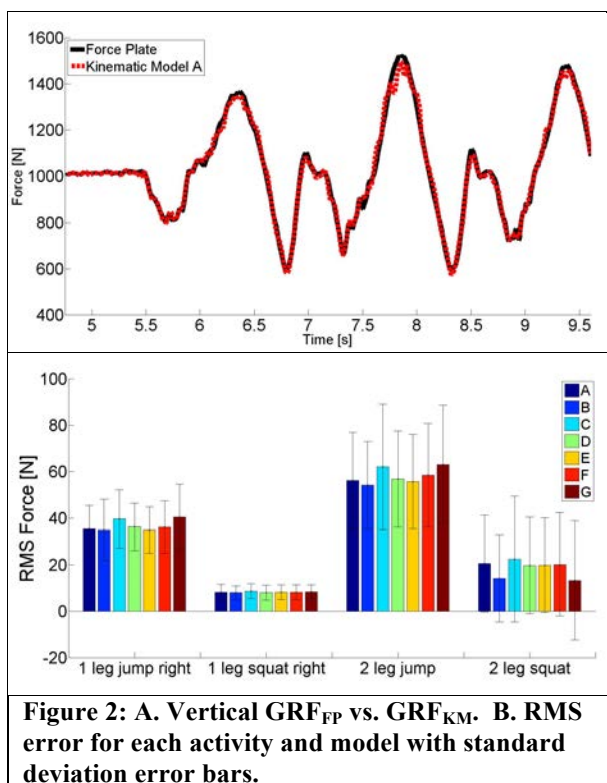 1600
1400
1200
1000
800
600
400
Force [N]
Force Plate
Kinematic Model A
5 5.5 6 6.5 7 7.5 8 8.5 9 9.5
Time [s]
100
80
60
40
20
0
-20
RMS Force [N]
A
B
C
D
E
F
G
1 leg jump right 1 leg squat right 2 leg jump 2 leg squat
Figure 2: A. Vertical GRFFP vs. GRFKM. B. RMS
error for each activity and model with standard
deviation error bars.